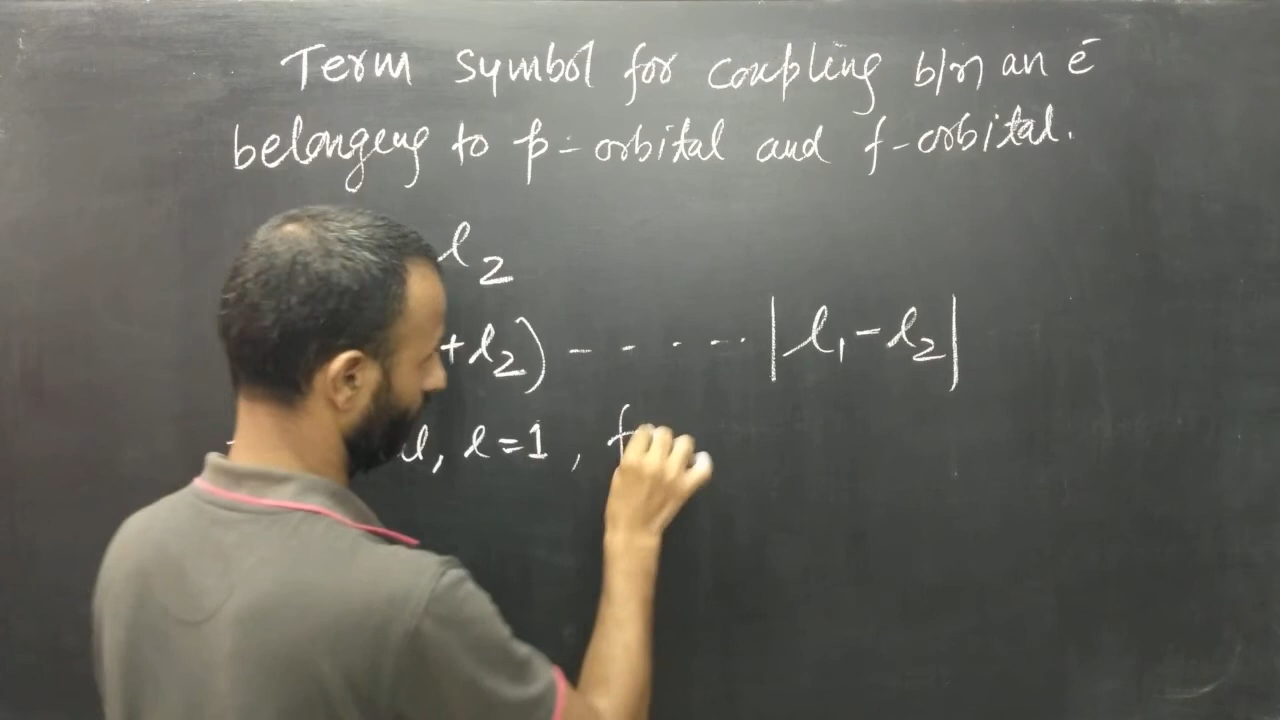 Term symbol for coupling b/n an e⁻
belonging to p-orbital and f-orbital.
l₂
+l₂) - - - - - |l₁-l₂|
l, l=1, f